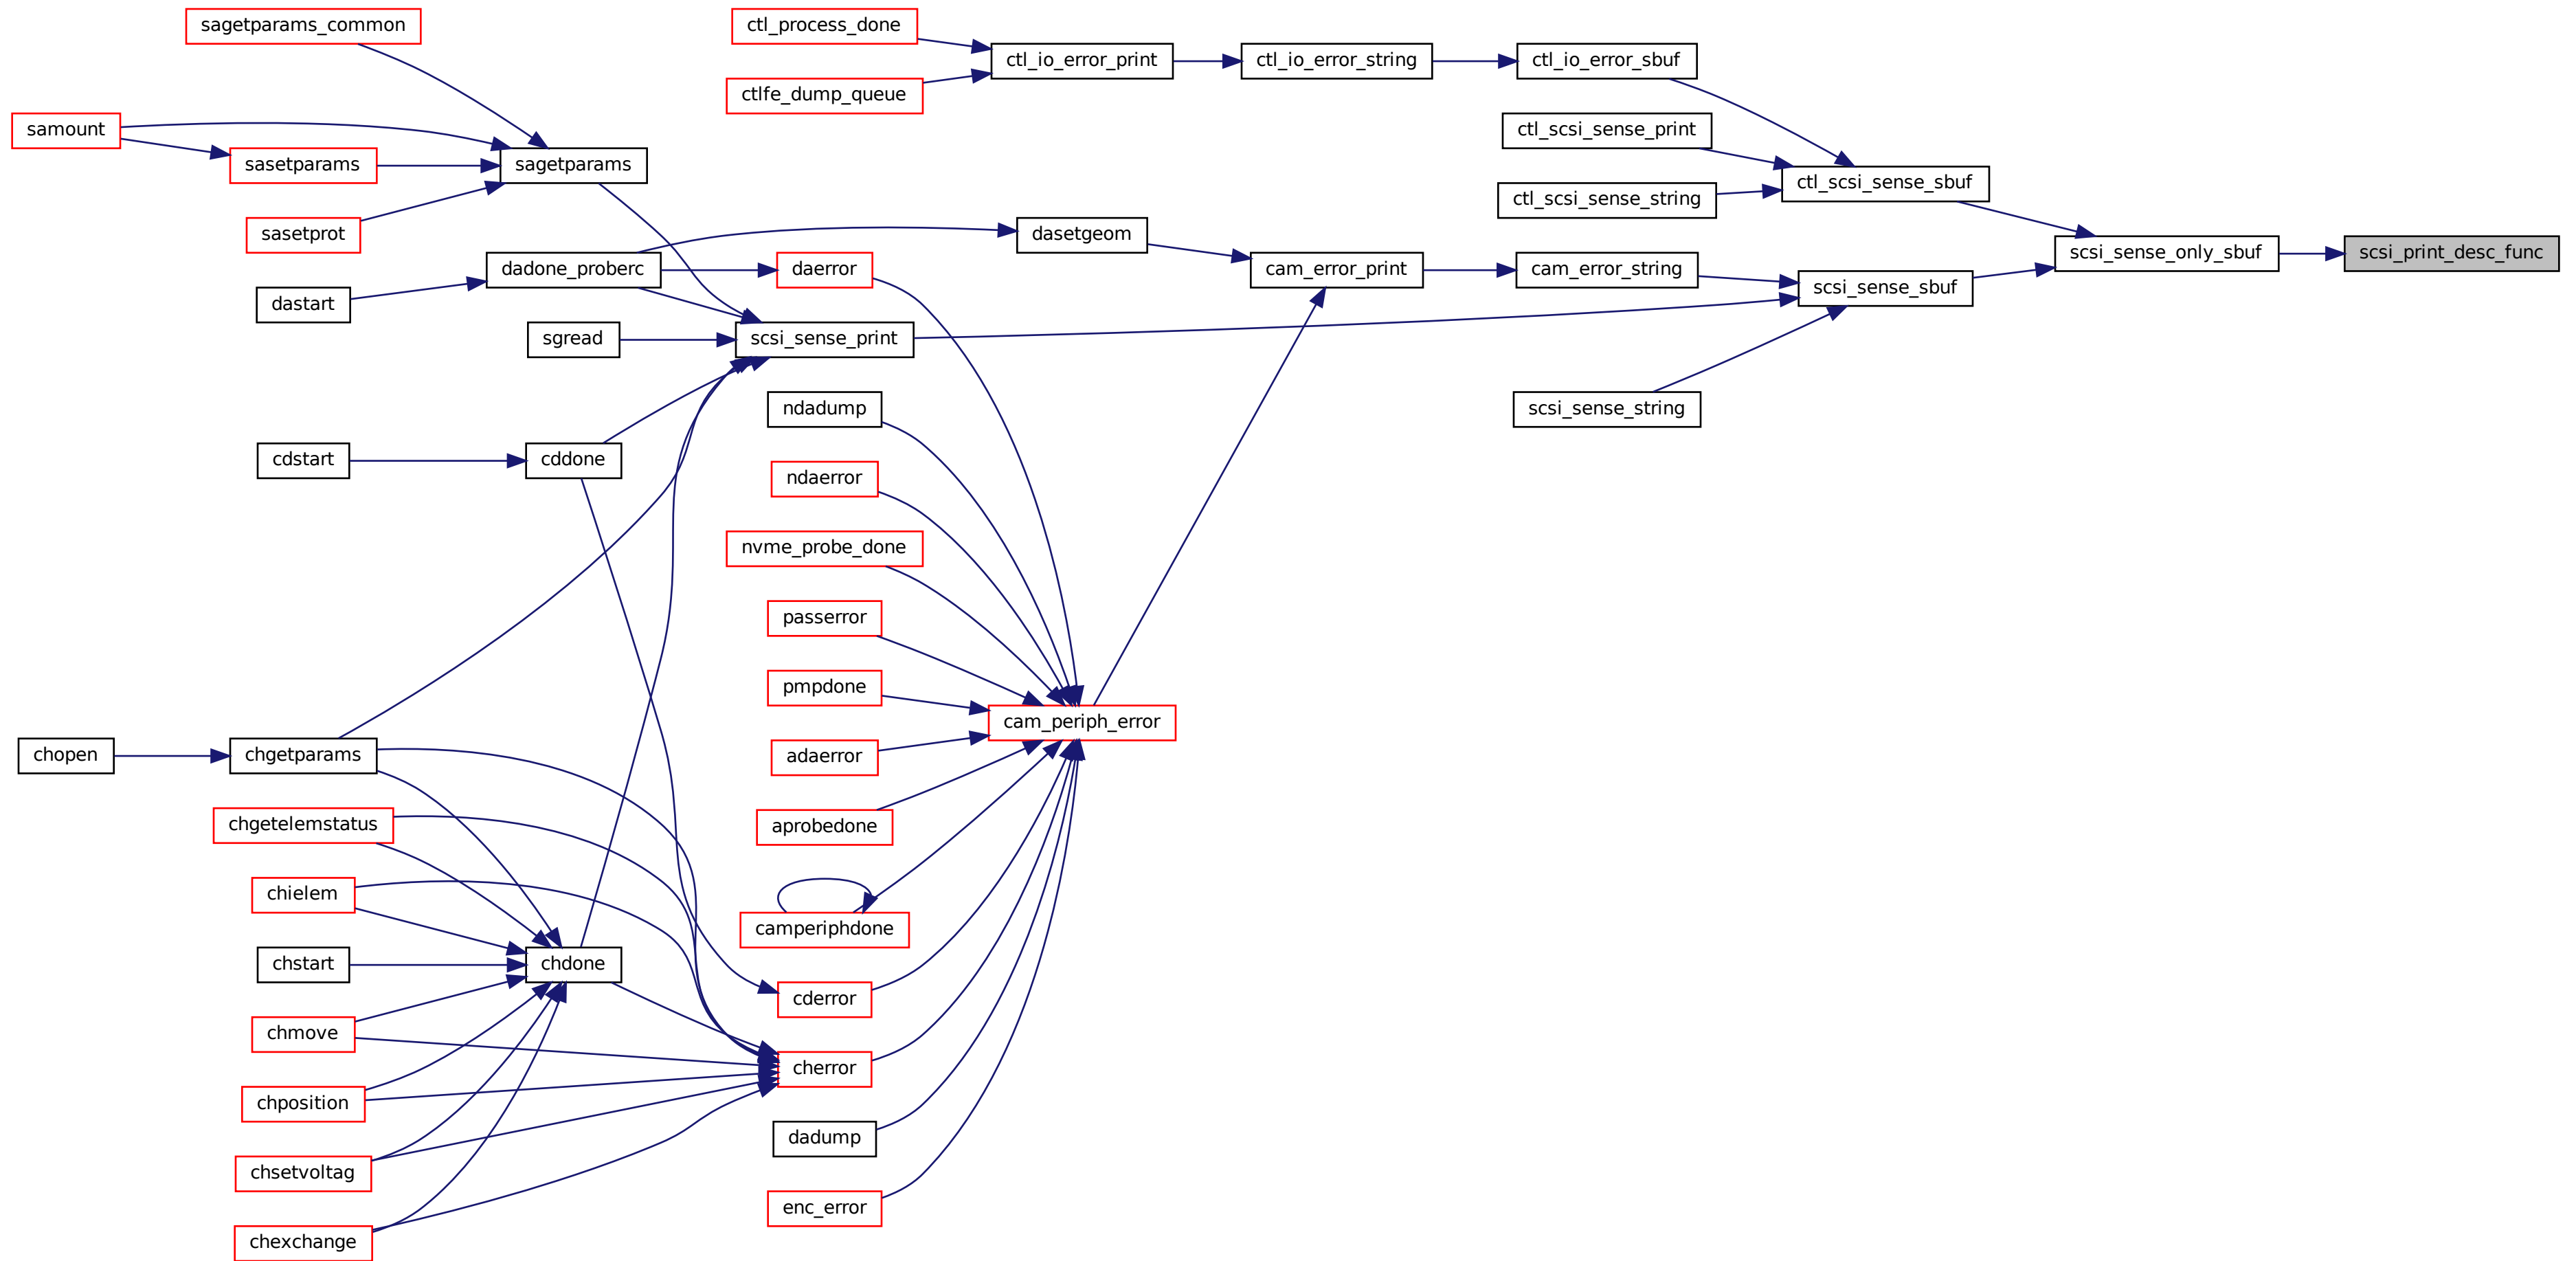 sagetparams_common
ctl_process_done
ctl_io_error_print
ctl_io_error_string
ctl_io_error_sbuf
ctlfe_dump_queue
samount
ctl_scsi_sense_print
sasetparams
sagetparams
ctl_scsi_sense_sbuf
ctl_scsi_sense_string
sasetprot
dasetgeom
scsi_sense_only_sbuf
scsi_print_desc_func
dadone_proberc
daerror
cam_error_print
cam_error_string
scsi_sense_sbuf
dastart
sgread
scsi_sense_print
ndadump
scsi_sense_string
cdstart
cddone
ndaerror
nvme_probe_done
passerror
pmpdone
cam_periph_error
chopen
chgetparams
adaerror
chgetelemstatus
aprobedone
chielem
camperiphdone
chstart
chdone
cderror
chmove
cherror
chposition
dadump
chsetvoltag
enc_error
chexchange